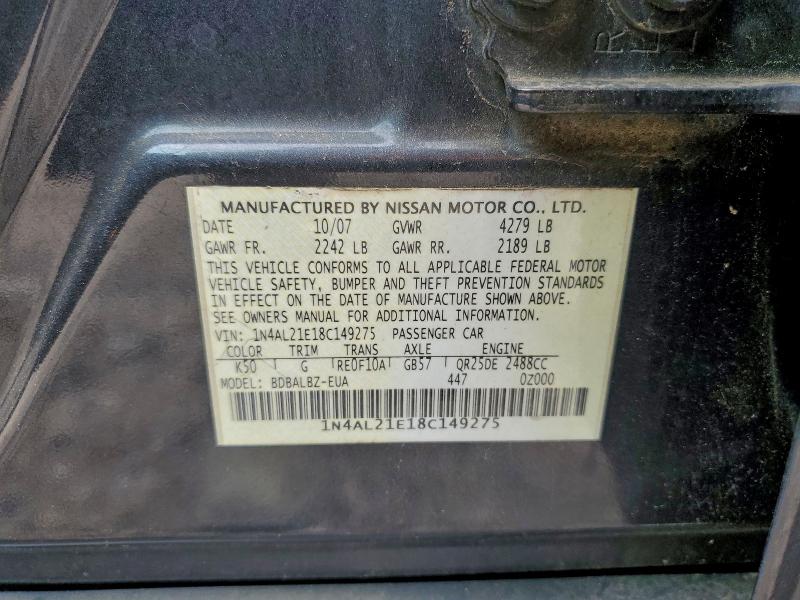 MANUFACTURED BY NISSAN MOTOR CO., LTD.
DATE 10/07 GVWR 4279 LB
GAWR FR. 2242 LB GAWR RR. 2189 LB
THIS VEHICLE CONFORMS TO ALL APPLICABLE FEDERAL MOTOR
VEHICLE SAFETY, BUMPER AND THEFT PREVENTION STANDARDS
IN EFFECT ON THE DATE OF MANUFACTURE SHOWN ABOVE.
SEE OWNERS MANUAL FOR ADDITIONAL INFORMATION.
VIN: 1N4AL21E18C149275 PASSENGER CAR
COLOR TRIM TRANS AXLE ENGINE
K50 G RE0F10A GB57 QR25DE 2488CC
MODEL: BDBALBZ-EUA 447 0Z000
1N4AL21E18C149275